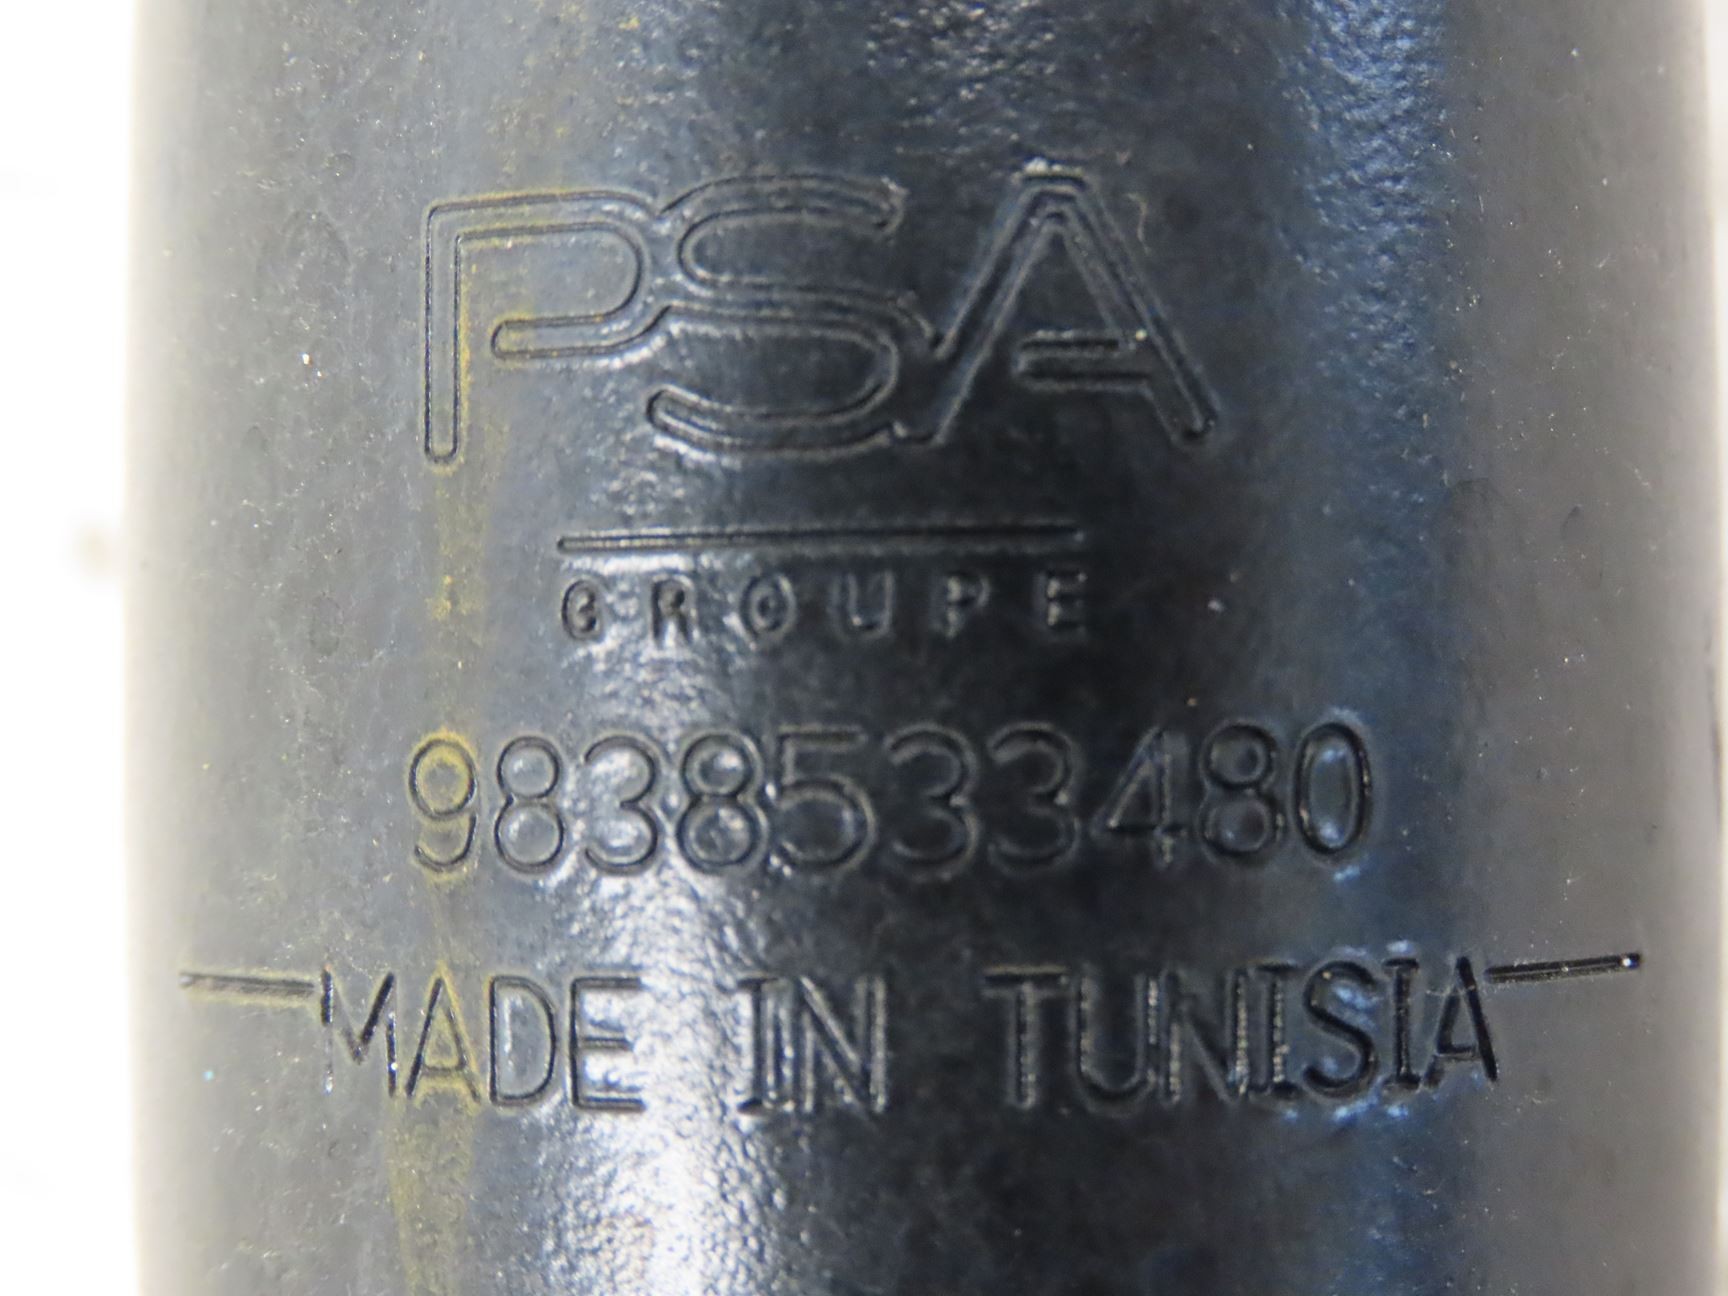 PSA
GROUPE
9838533480
MADE IN TUNISIA